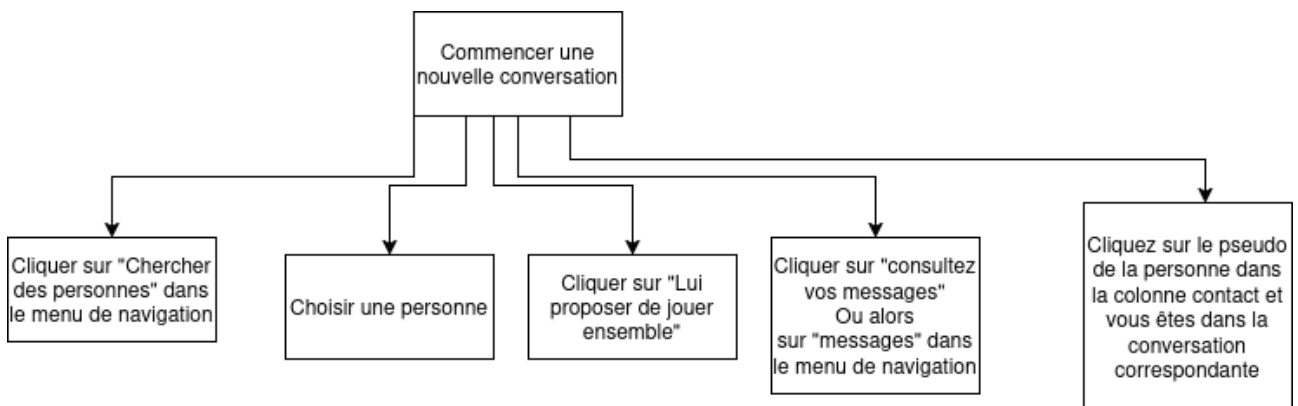 Commencer une
nouvelle conversation
Cliquer sur "Chercher
des personnes" dans
le menu de navigation
Choisir une personne
Cliquer sur "Lui
proposer de jouer
ensemble"
Cliquer sur "consultez
vos messages"
Ou alors
sur "messages" dans
le menu de navigation
Cliquez sur le pseudo
de la personne dans
la colonne contact et
vous êtes dans la
conversation
correspondante